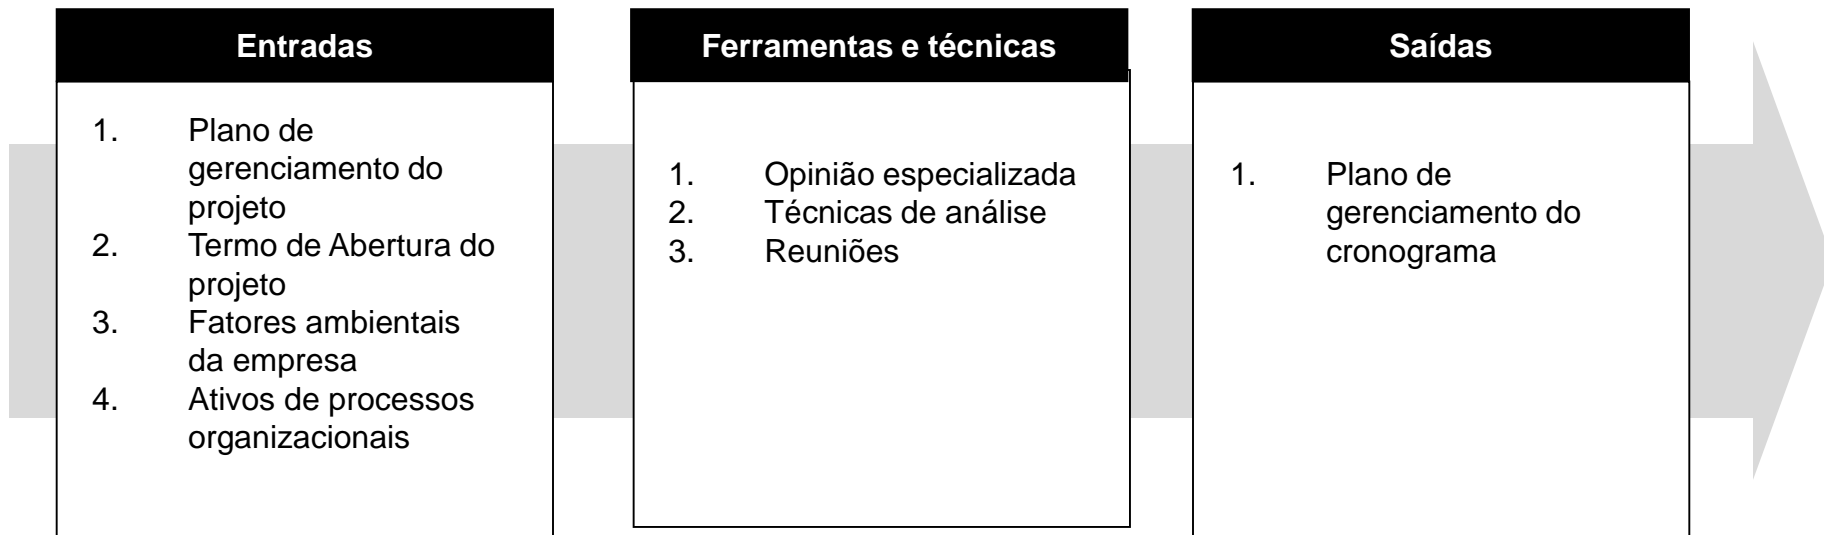 Entradas
1. Plano de
gerenciamento do
projeto
2. Termo de Abertura do
projeto
3. Fatores ambientais
da empresa
4. Ativos de processos
organizacionais
Ferramentas e técnicas
1. Opinião especializada
2. Técnicas de análise
3. Reuniões
Saídas
1. Plano de
gerenciamento do
cronograma